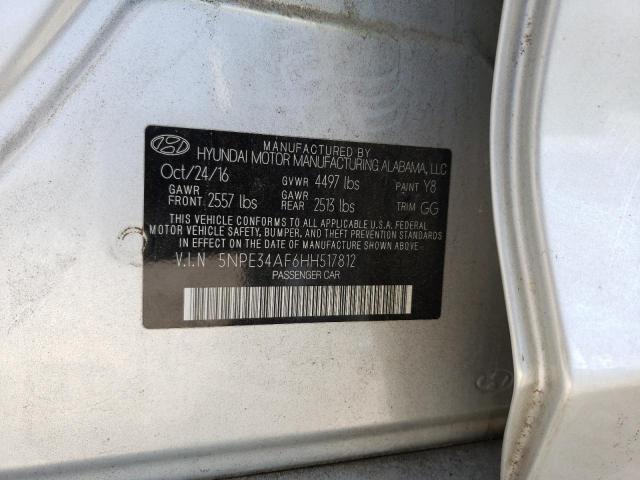 MANUFACTURED BY
HYUNDAI MOTOR MANUFACTURING ALABAMA, LLC
Oct/24/16 GVWR 4497 lbs PAINT Y8
GAWR FRONT: 2557 lbs GAWR REAR 2513 lbs TRIM GG
THIS VEHICLE CONFORMS TO ALL APPLICABLE U.S.A. FEDERAL
MOTOR VEHICLE SAFETY, BUMPER, AND THEFT
PREVENTION STANDARDS IN EFFECT ON THE DATE OF
MANUFACTURE SHOWN ABOVE.
V.I.N 5NPE34AF6HH517812
PASSENGER CAR